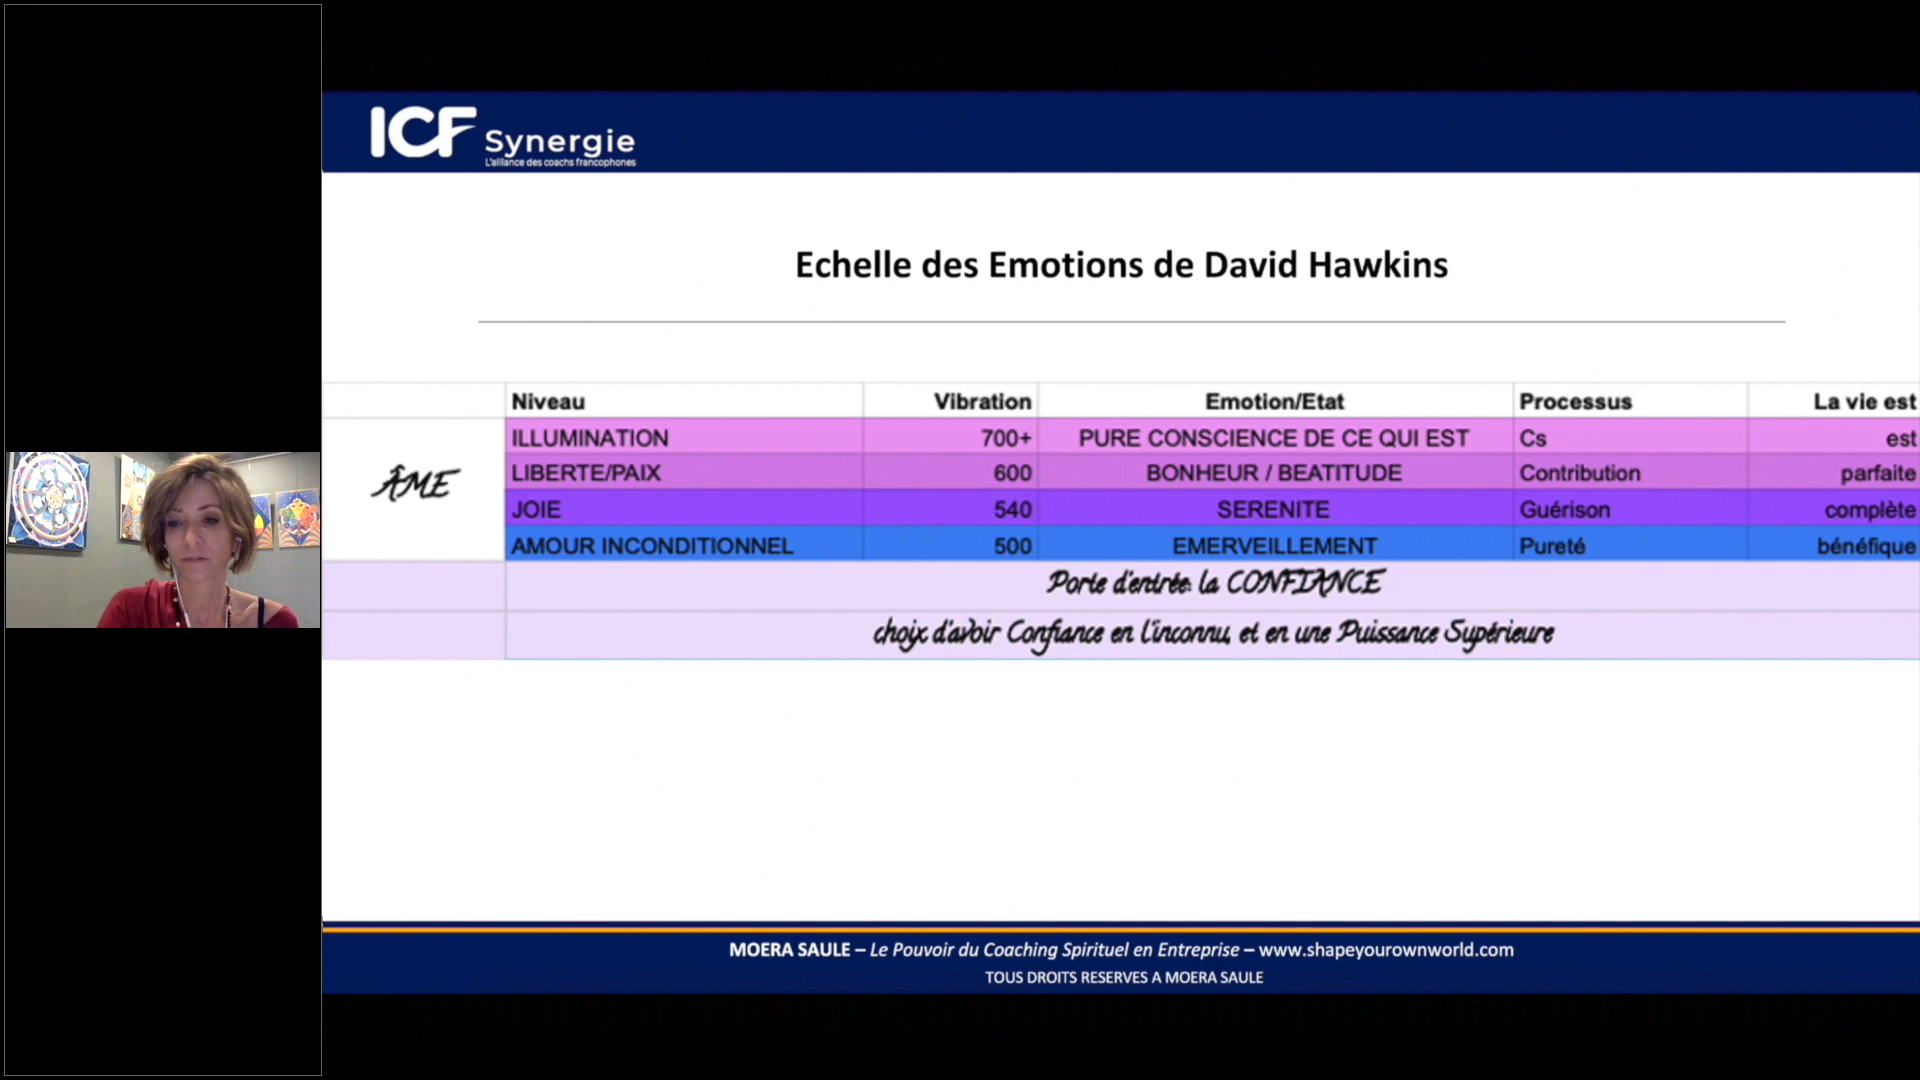 ICF Synergie
L'alliance des coachs francophones
Echelle des Emotions de David Hawkins
Niveau Vibration Emotion/Etat Processus La vie est
ÂME
ILLUMINATION 700+ PURE CONSCIENCE DE CE QUI EST Cs est
LIBERTE/PAIX 600 BONHEUR / BEATITUDE Contribution parfaite
JOIE 540 SERENITE Guérison complète
AMOUR INCONDITIONNEL 500 EMERVEILLEMENT Pureté bénéfique
Porte d'entrée: la CONFIANCE
choix d'avoir Confiance en l'inconnu, et en une Puissance Supérieure
MOERA SAULE – Le Pouvoir du Coaching Spirituel en Entreprise – www.shapeyourownworld.com
TOUS DROITS RESERVES A MOERA SAULE